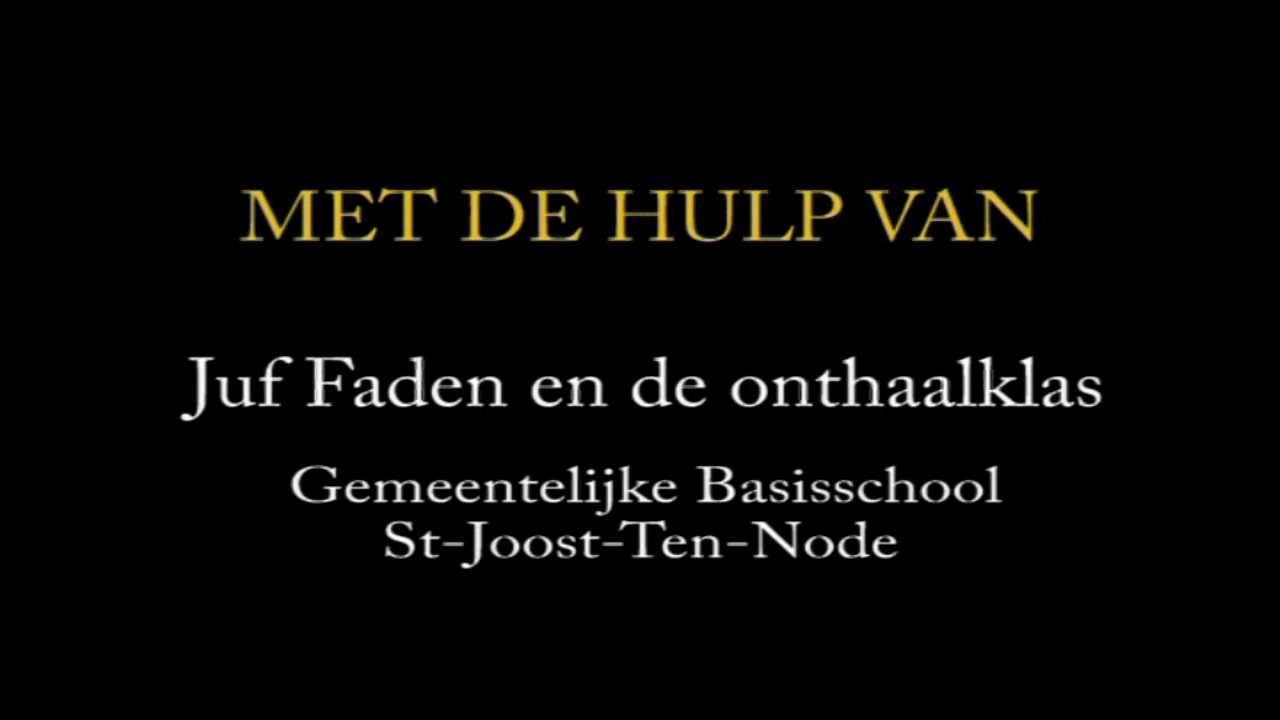 MET DE HULP VAN
Juf Faden en de onthaalklas
Gemeentelijke Basisschool
St-Joost-Ten-Node